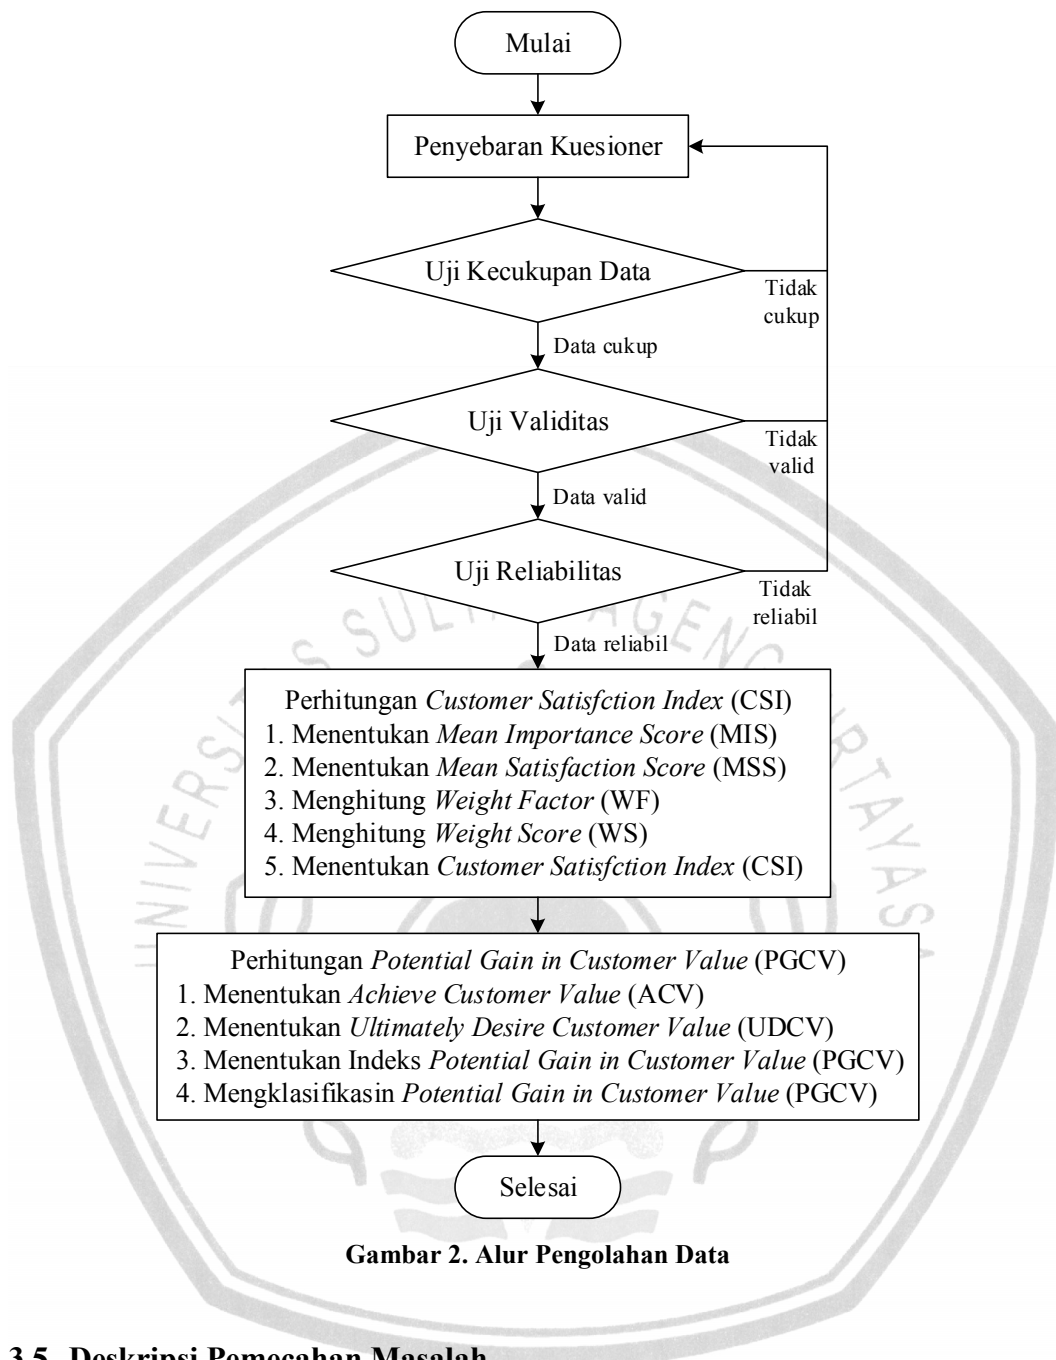 Mulai
Penyebaran Kuesioner
Uji Kecukupan Data
Tidak
cukup
Data cukup
Uji Validitas
Tidak
valid
Data valid
Uji Reliabilitas
Tidak
reliabil
Data reliabil
Perhitungan Customer Satisfction Index (CSI)
1. Menentukan Mean Importance Score (MIS)
2. Menentukan Mean Satisfaction Score (MSS)
3. Menghitung Weight Factor (WF)
4. Menghitung Weight Score (WS)
5. Menentukan Customer Satisfction Index (CSI)
Perhitungan Potential Gain in Customer Value (PGCV)
1. Menentukan Achieve Customer Value (ACV)
2. Menentukan Ultimately Desire Customer Value (UDCV)
3. Menentukan Indeks Potential Gain in Customer Value (PGCV)
4. Mengklasifikasin Potential Gain in Customer Value (PGCV)
Selesai
Gambar 2. Alur Pengolahan Data
3.5 Deskripsi Pemecahan Masalah